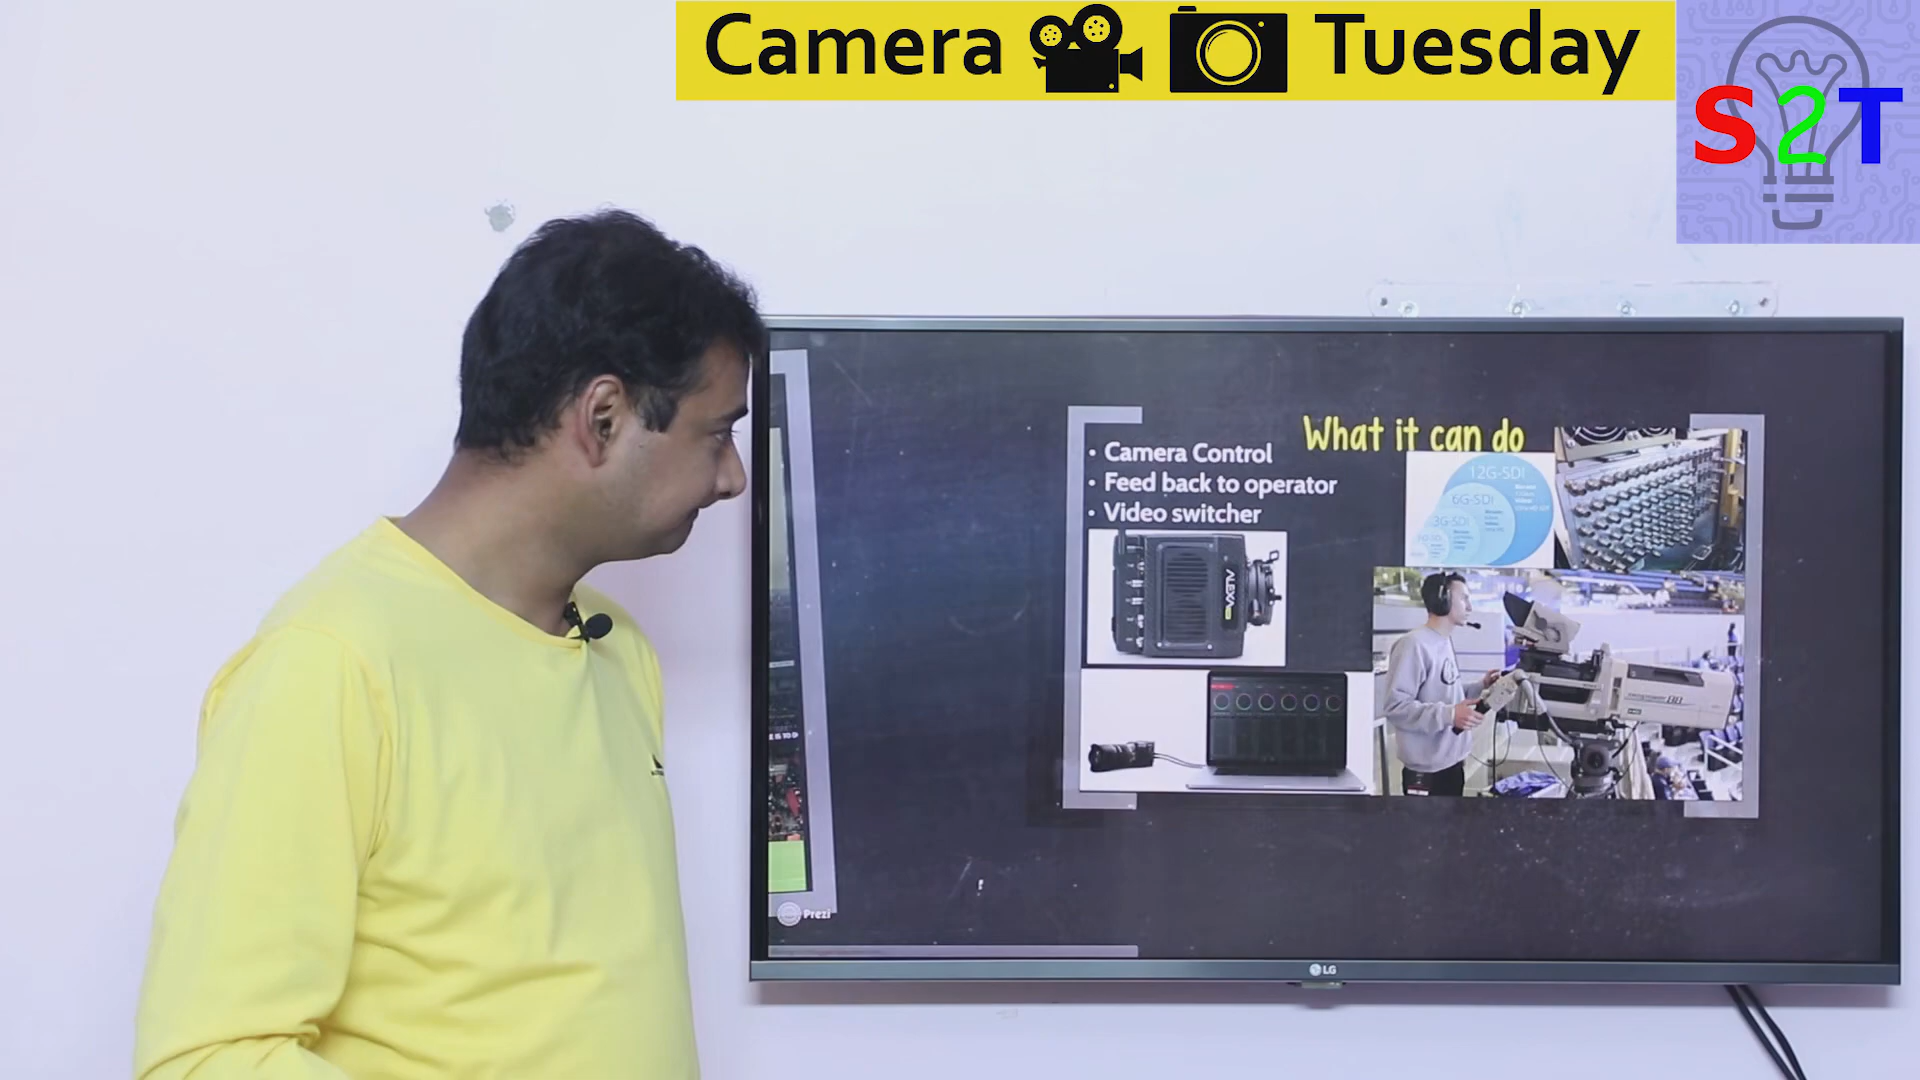 Camera Tuesday
S2T
What it can do
• Camera Control
• Feed back to operator
• Video switcher
12G-SDI
6G-SDI
3G-SDI
ALEXA
Prezi
LG